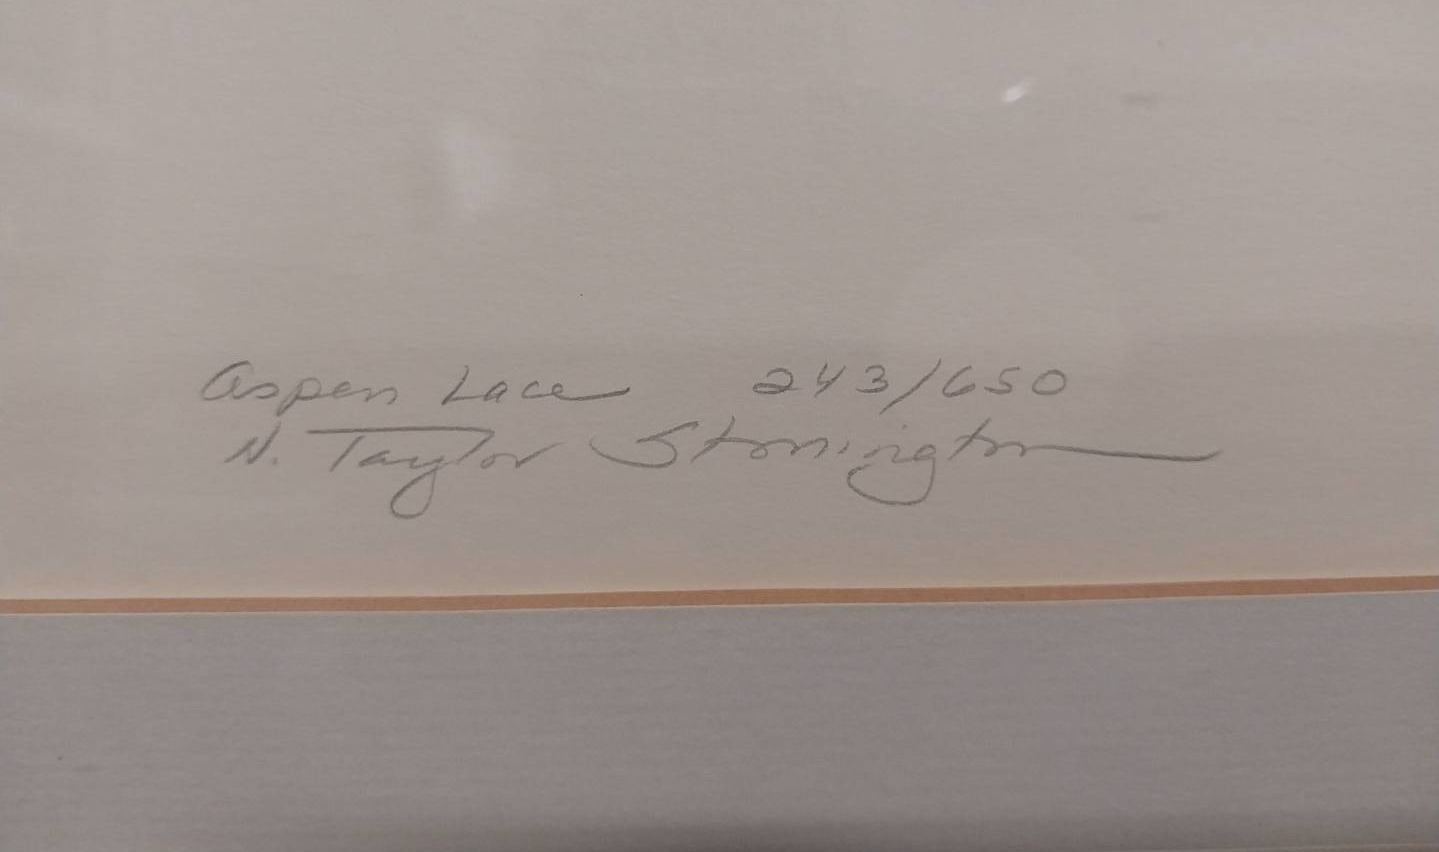 Aspen Lace 243/650
N. Taylor Stonington